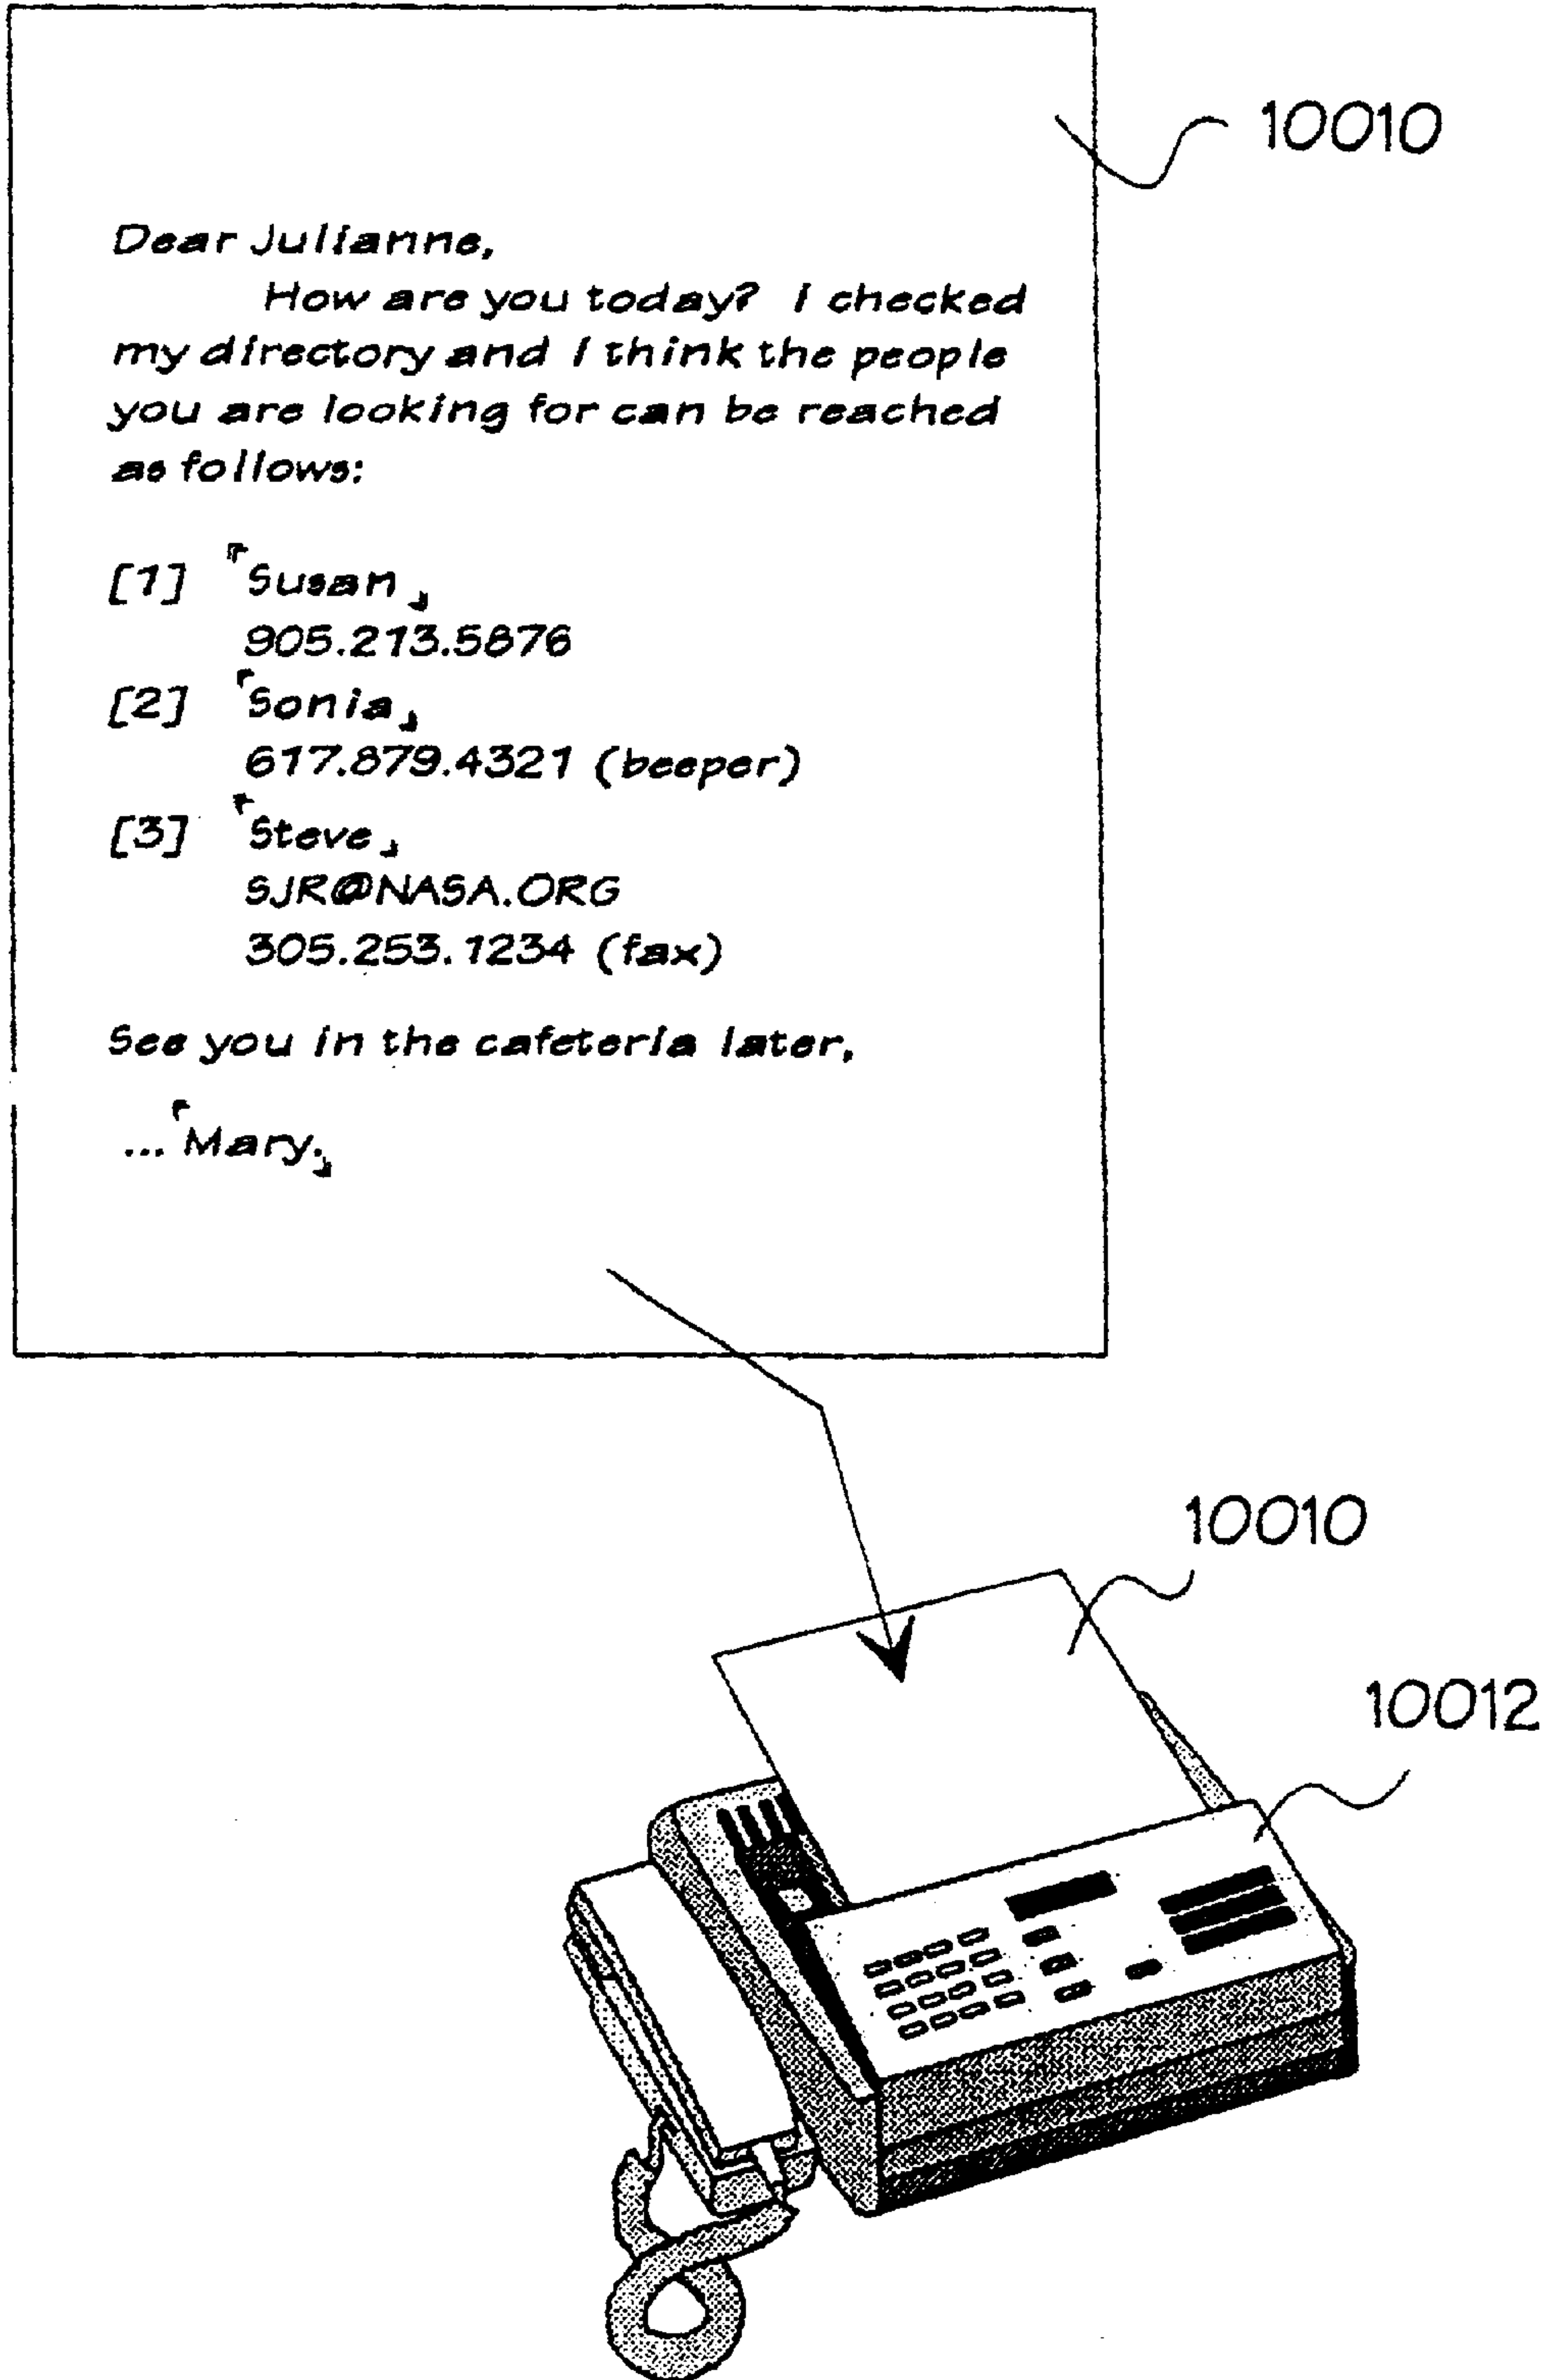 10010
Dear Julianne,
How are you today? I checked
my directory and I think the people
you are looking for can be reached
as follows:
[1] ⌜Susan⌟
905.213.5876
[2] ⌜Sonia⌟
617.879.4321 (beeper)
[3] ⌜Steve⌟
SJR@NASA.ORG
305.253.1234 (fax)
See you in the cafeteria later,
... ⌜Mary.⌟
10010
10012